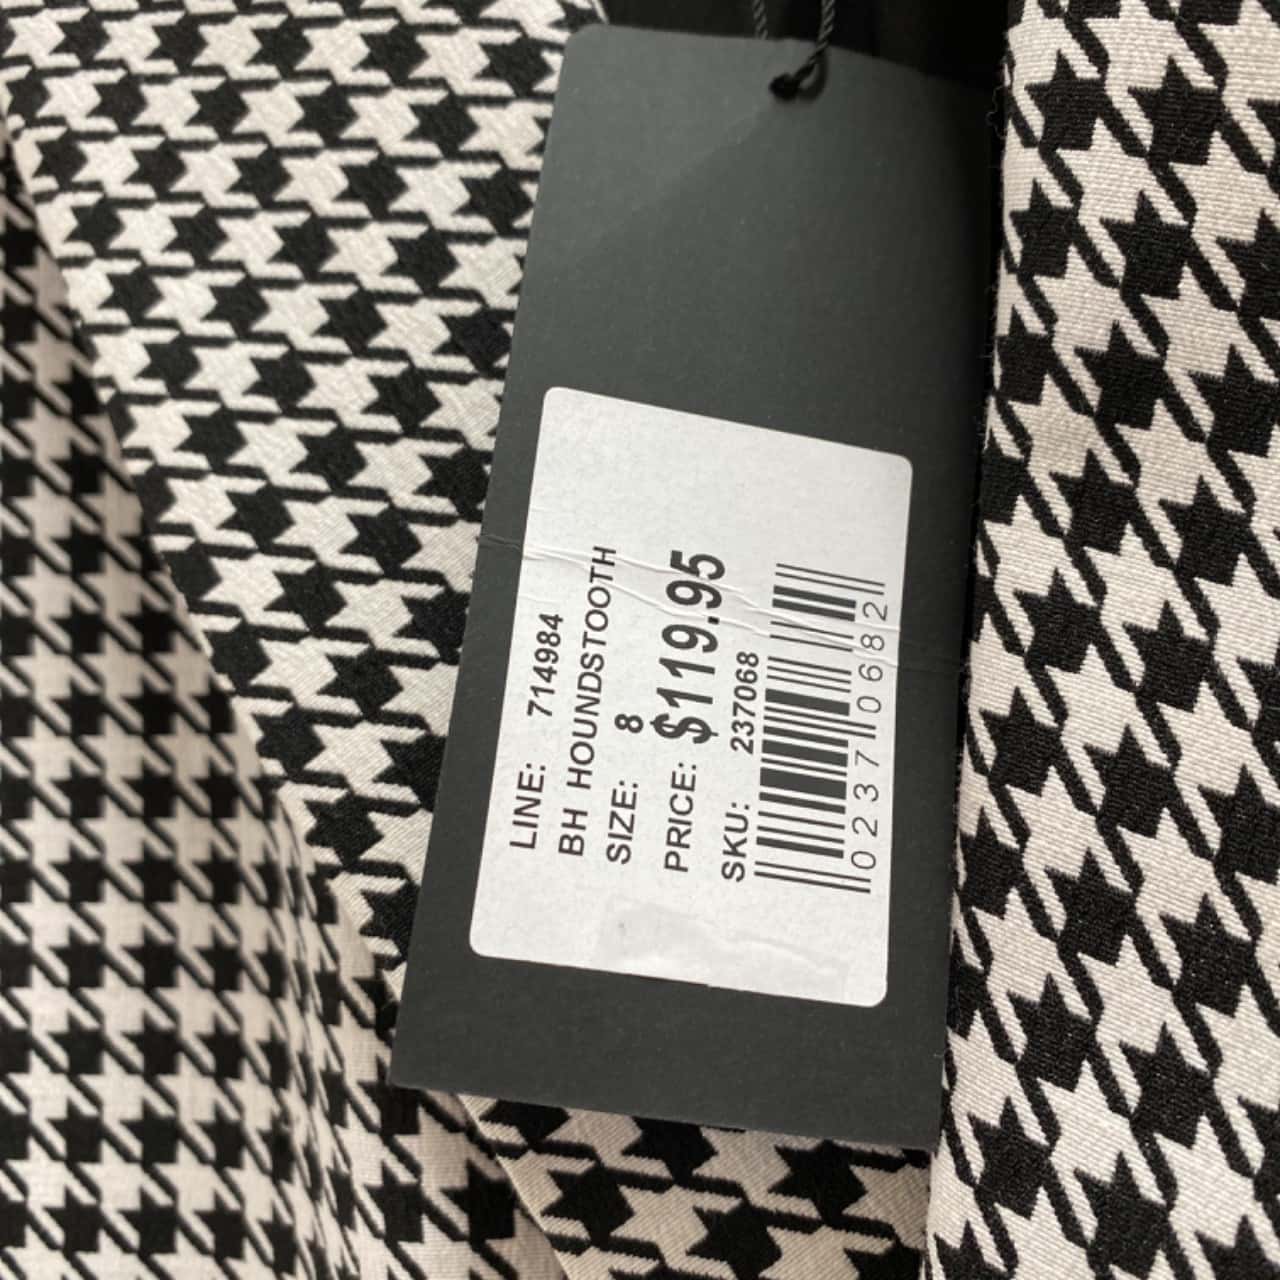 LINE: 714984
BH HOUNDSTOOTH
SIZE: 8
PRICE: $119.95
SKU: 237068
02370682